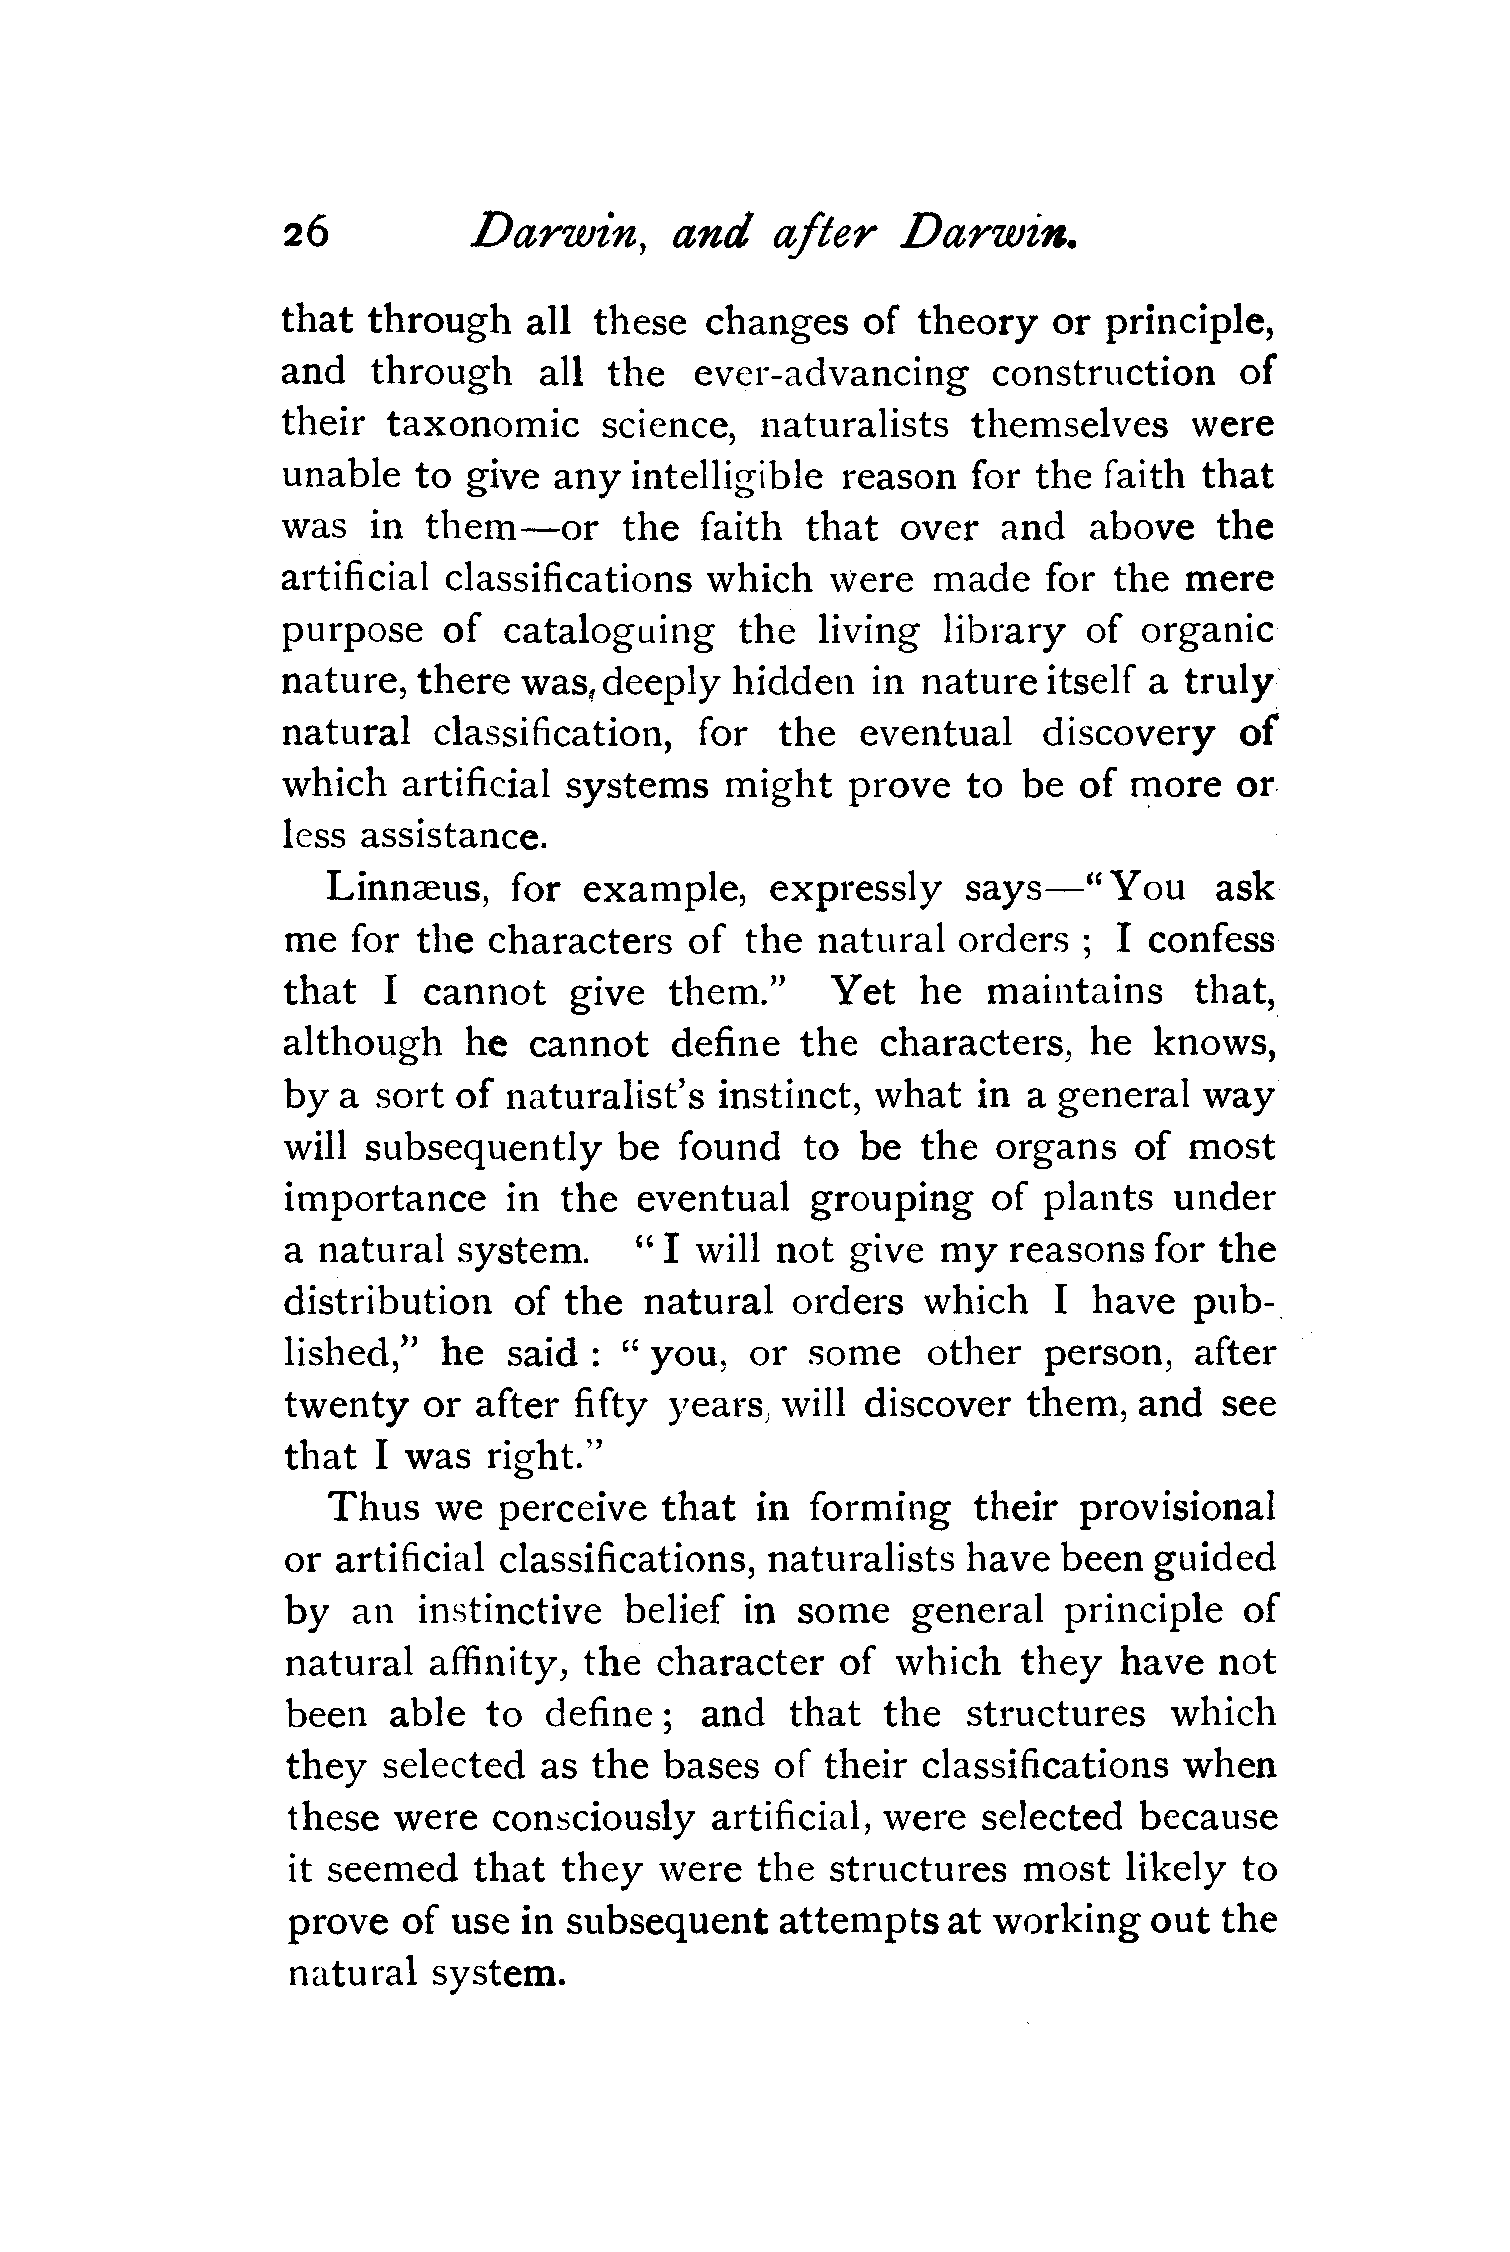 26 Darwin, and after Darwin.
that through all these changes of theory or principle,
and through all the ever-advancing construction of
their taxonomic science, naturalists themselves were
unable to give any intelligible reason for the faith that
was in them—or the faith that over and above the
artificial classifications which were made for the mere
purpose of cataloguing the living library of organic
nature, there was, deeply hidden in nature itself a truly
natural classification, for the eventual discovery of
which artificial systems might prove to be of more or
less assistance.
Linnæus, for example, expressly says—“You ask
me for the characters of the natural orders ; I confess
that I cannot give them.” Yet he maintains that,
although he cannot define the characters, he knows,
by a sort of naturalist’s instinct, what in a general way
will subsequently be found to be the organs of most
importance in the eventual grouping of plants under
a natural system. “ I will not give my reasons for the
distribution of the natural orders which I have pub-
lished,” he said : “ you, or some other person, after
twenty or after fifty years, will discover them, and see
that I was right.”
Thus we perceive that in forming their provisional
or artificial classifications, naturalists have been guided
by an instinctive belief in some general principle of
natural affinity, the character of which they have not
been able to define ; and that the structures which
they selected as the bases of their classifications when
these were consciously artificial, were selected because
it seemed that they were the structures most likely to
prove of use in subsequent attempts at working out the
natural system.